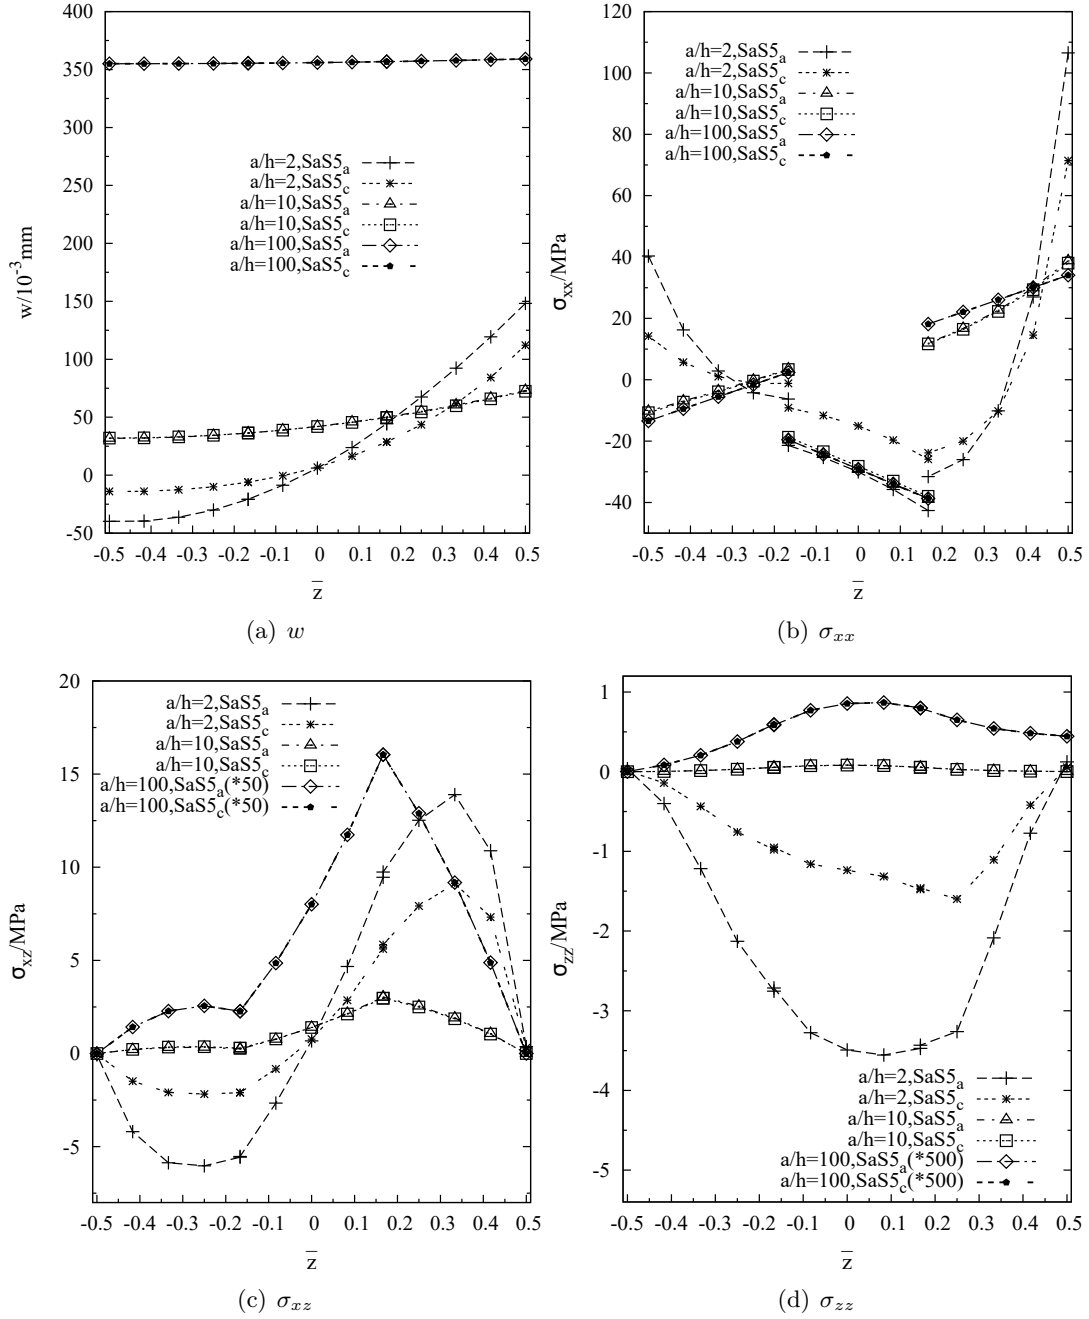 400
350
300
250
200
150
100
50
0
-50
w/10⁻³mm
a/h=2,SaS5ₐ
a/h=2,SaS5c
a/h=10,SaS5ₐ
a/h=10,SaS5c
a/h=100,SaS5ₐ
a/h=100,SaS5c
-0.5 -0.4 -0.3 -0.2 -0.1 0 0.1 0.2 0.3 0.4 0.5
z̅
(a) w
120
100
80
60
40
20
0
-20
-40
σxx/MPa
a/h=2,SaS5ₐ
a/h=2,SaS5c
a/h=10,SaS5ₐ
a/h=10,SaS5c
a/h=100,SaS5ₐ
a/h=100,SaS5c
-0.5 -0.4 -0.3 -0.2 -0.1 0 0.1 0.2 0.3 0.4 0.5
z̅
(b) σxx
20
15
10
5
0
-5
σxz/MPa
a/h=2,SaS5ₐ
a/h=2,SaS5c
a/h=10,SaS5ₐ
a/h=10,SaS5c
a/h=100,SaS5ₐ(*50)
a/h=100,SaS5c(*50)
-0.5 -0.4 -0.3 -0.2 -0.1 0 0.1 0.2 0.3 0.4 0.5
z̅
(c) σxz
1
0
-1
-2
-3
-4
-5
σzz/MPa
a/h=2,SaS5ₐ
a/h=2,SaS5c
a/h=10,SaS5ₐ
a/h=10,SaS5c
a/h=100,SaS5ₐ(*500)
a/h=100,SaS5c(*500)
-0.5 -0.4 -0.3 -0.2 -0.1 0 0.1 0.2 0.3 0.4 0.5
z̅
(d) σzz